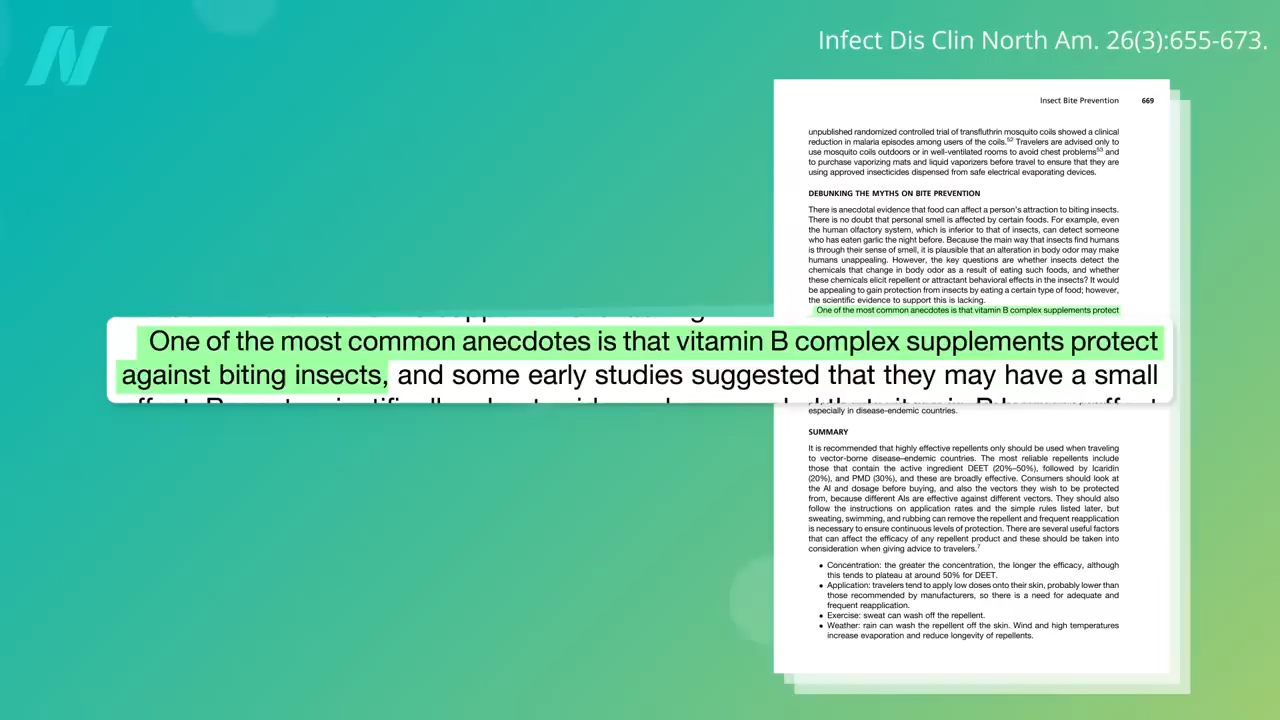 Infect Dis Clin North Am. 26(3):655-673.
Insect Bite Prevention 669
unpublished randomized controlled trial of transfluthrin mosquito coils showed a clinical
reduction in malaria episodes among users of the coils.52 Travelers are advised only to
use mosquito coils outdoors or in well-ventilated rooms to avoid chest problems53 and
to purchase vaporizing mats and liquid vaporizers before travel to ensure that they are
using approved insecticides dispensed from safe electrical evaporating devices.
DEBUNKING THE MYTHS ON BITE PREVENTION
There is anecdotal evidence that food can affect a person's attraction to biting insects.
There is no doubt that personal smell is affected by certain foods. For example, even
the human olfactory system, which is inferior to that of insects, can detect someone
who has eaten garlic the night before. Because the main way that insects find humans
is through their sense of smell, it is plausible that an alteration in body odor may make
humans unappealing. However, the key questions are whether insects detect the
chemicals that change in body odor as a result of eating such foods, and whether
these chemicals elicit repellent or attractant behavioral effects in the insects? It would
be appealing to gain protection from insects by eating a certain type of food; however,
the scientific evidence to support this is lacking.
One of the most common anecdotes is that vitamin B complex supplements protect
One of the most common anecdotes is that vitamin B complex supplements protect
against biting insects, and some early studies suggested that they may have a small
especially in disease-endemic countries.
SUMMARY
It is recommended that highly effective repellents only should be used when traveling
to vector-borne disease–endemic countries. The most reliable repellents include
those that contain the active ingredient DEET (20%–50%), followed by Icaridin
(20%), and PMD (30%), and these are broadly effective. Consumers should look at
the AI and dosage before buying, and also the vectors they wish to be protected
from, because different AIs are effective against different vectors. They should also
follow the instructions on application rates and the simple rules listed later, but
sweating, swimming, and rubbing can remove the repellent and frequent reapplication
is necessary to ensure continuous levels of protection. There are several useful factors
that can affect the efficacy of any repellent product and these should be taken into
consideration when giving advice to travelers.7
• Concentration: the greater the concentration, the longer the efficacy, although
this tends to plateau at around 50% for DEET.
• Application: travelers tend to apply low doses onto their skin, probably lower than
those recommended by manufacturers, so there is a need for adequate and
frequent reapplication.
• Exercise: sweat can wash off the repellent.
• Weather: rain can wash the repellent off the skin. Wind and high temperatures
increase evaporation and reduce longevity of repellents.